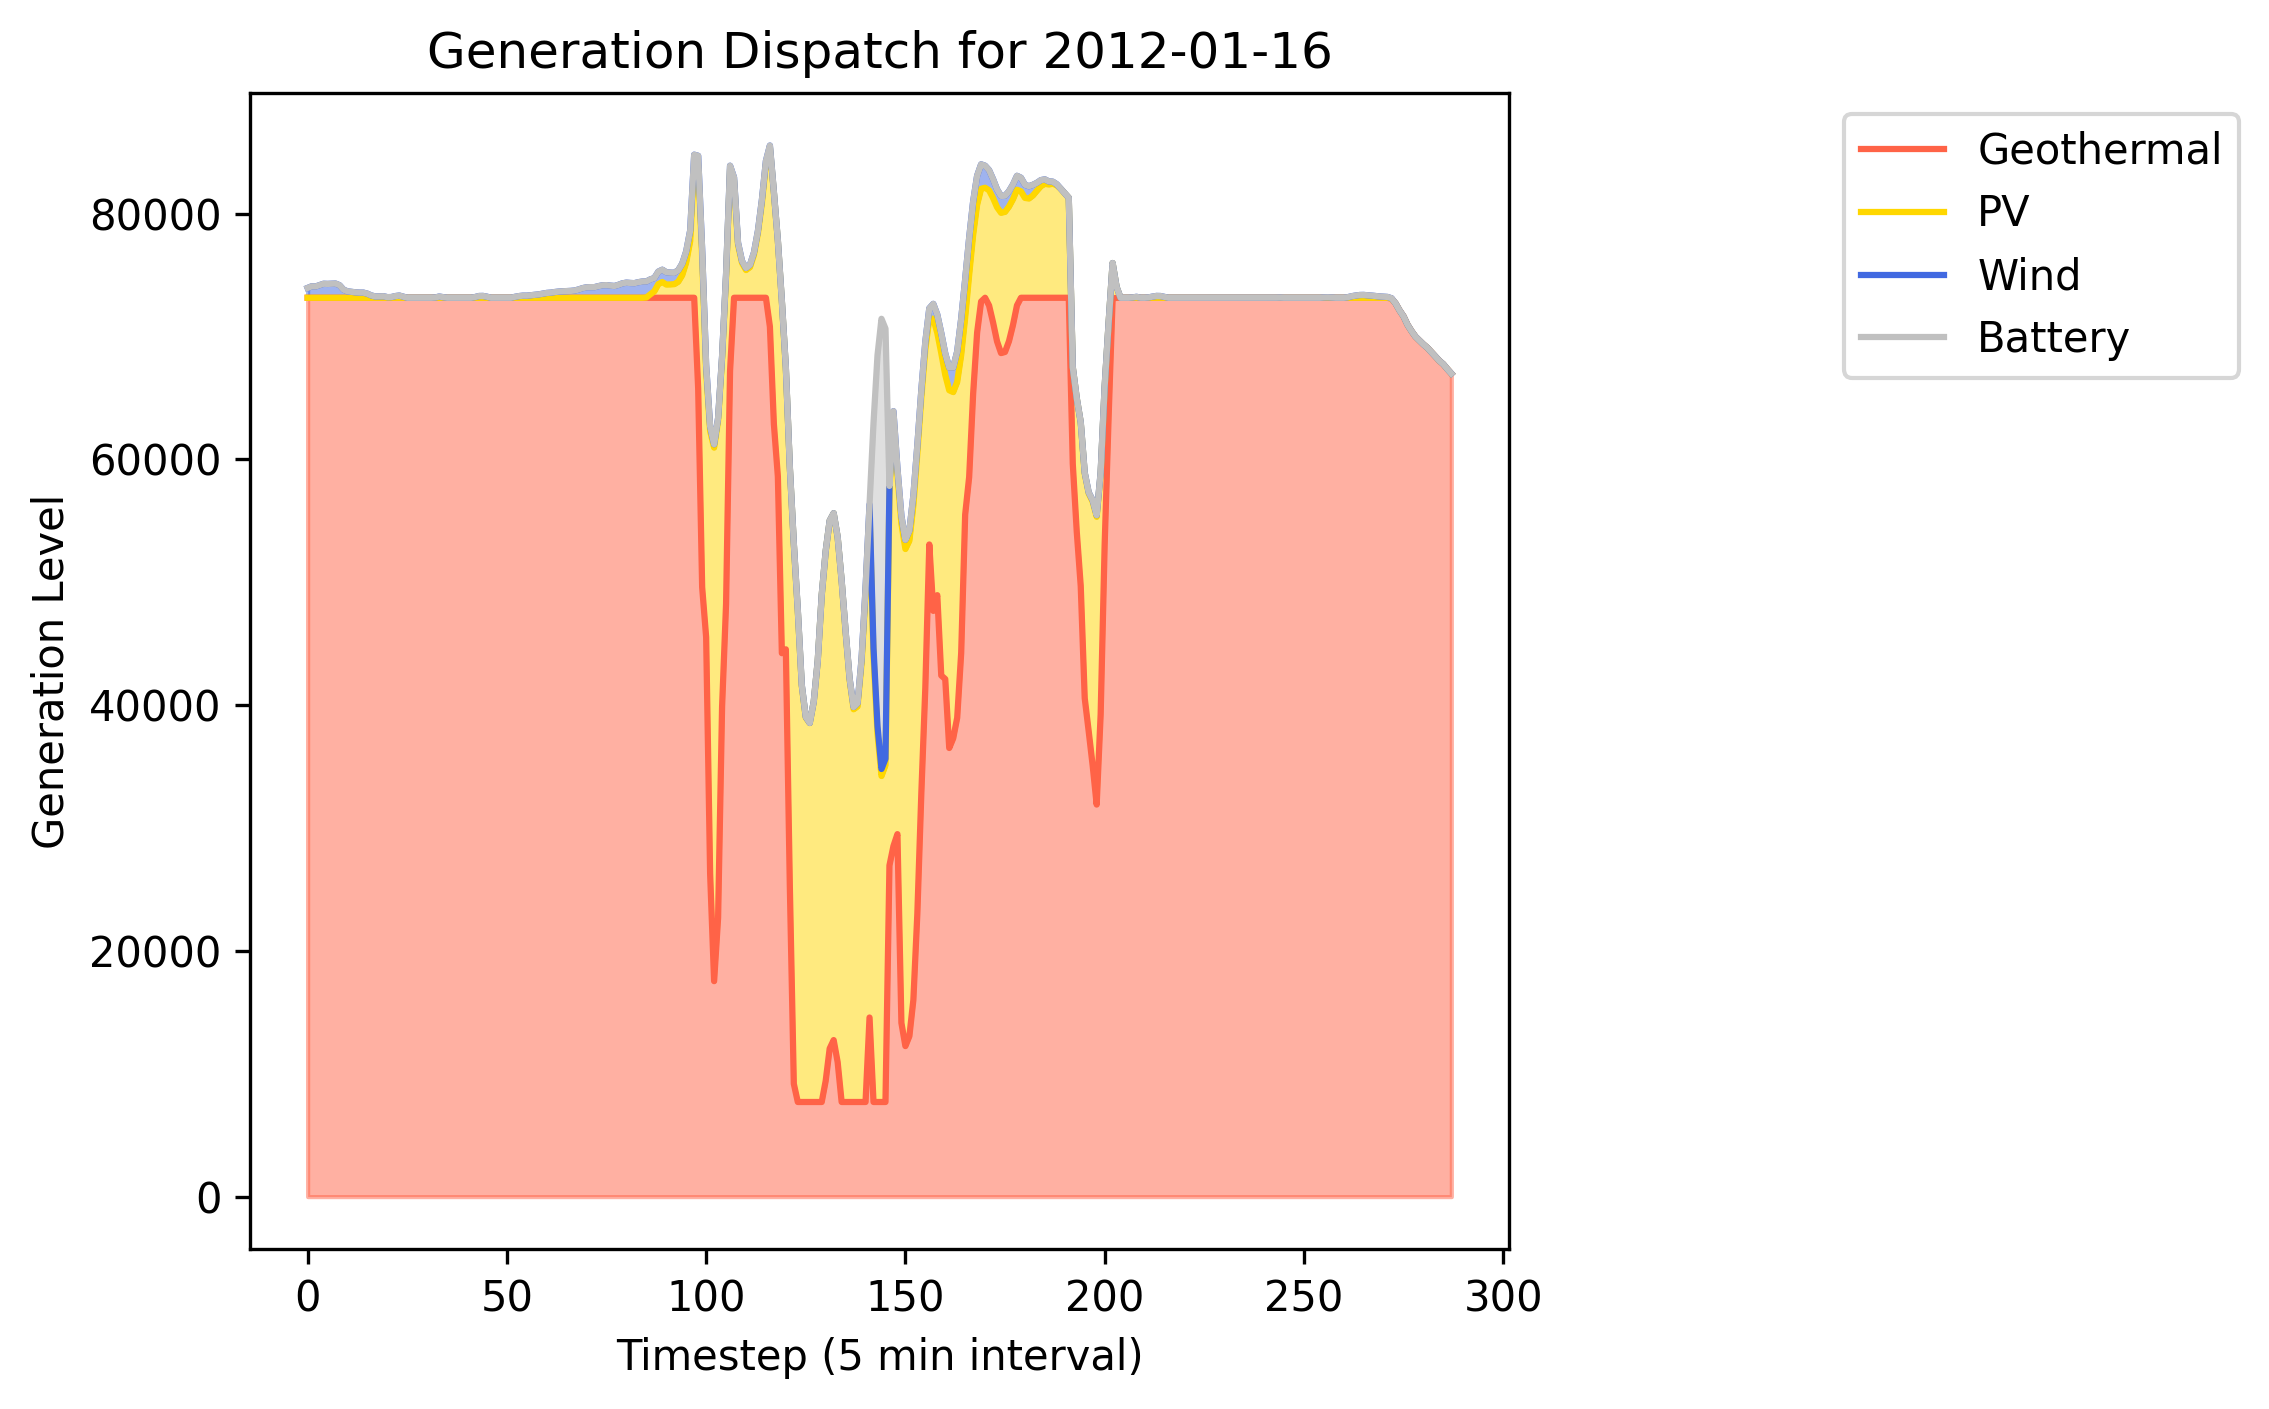 Generation Dispatch for 2012-01-16
Geothermal
PV
Wind
Battery
Generation Level
80000
60000
40000
20000
0
0 50 100 150 200 250 300
Timestep (5 min interval)